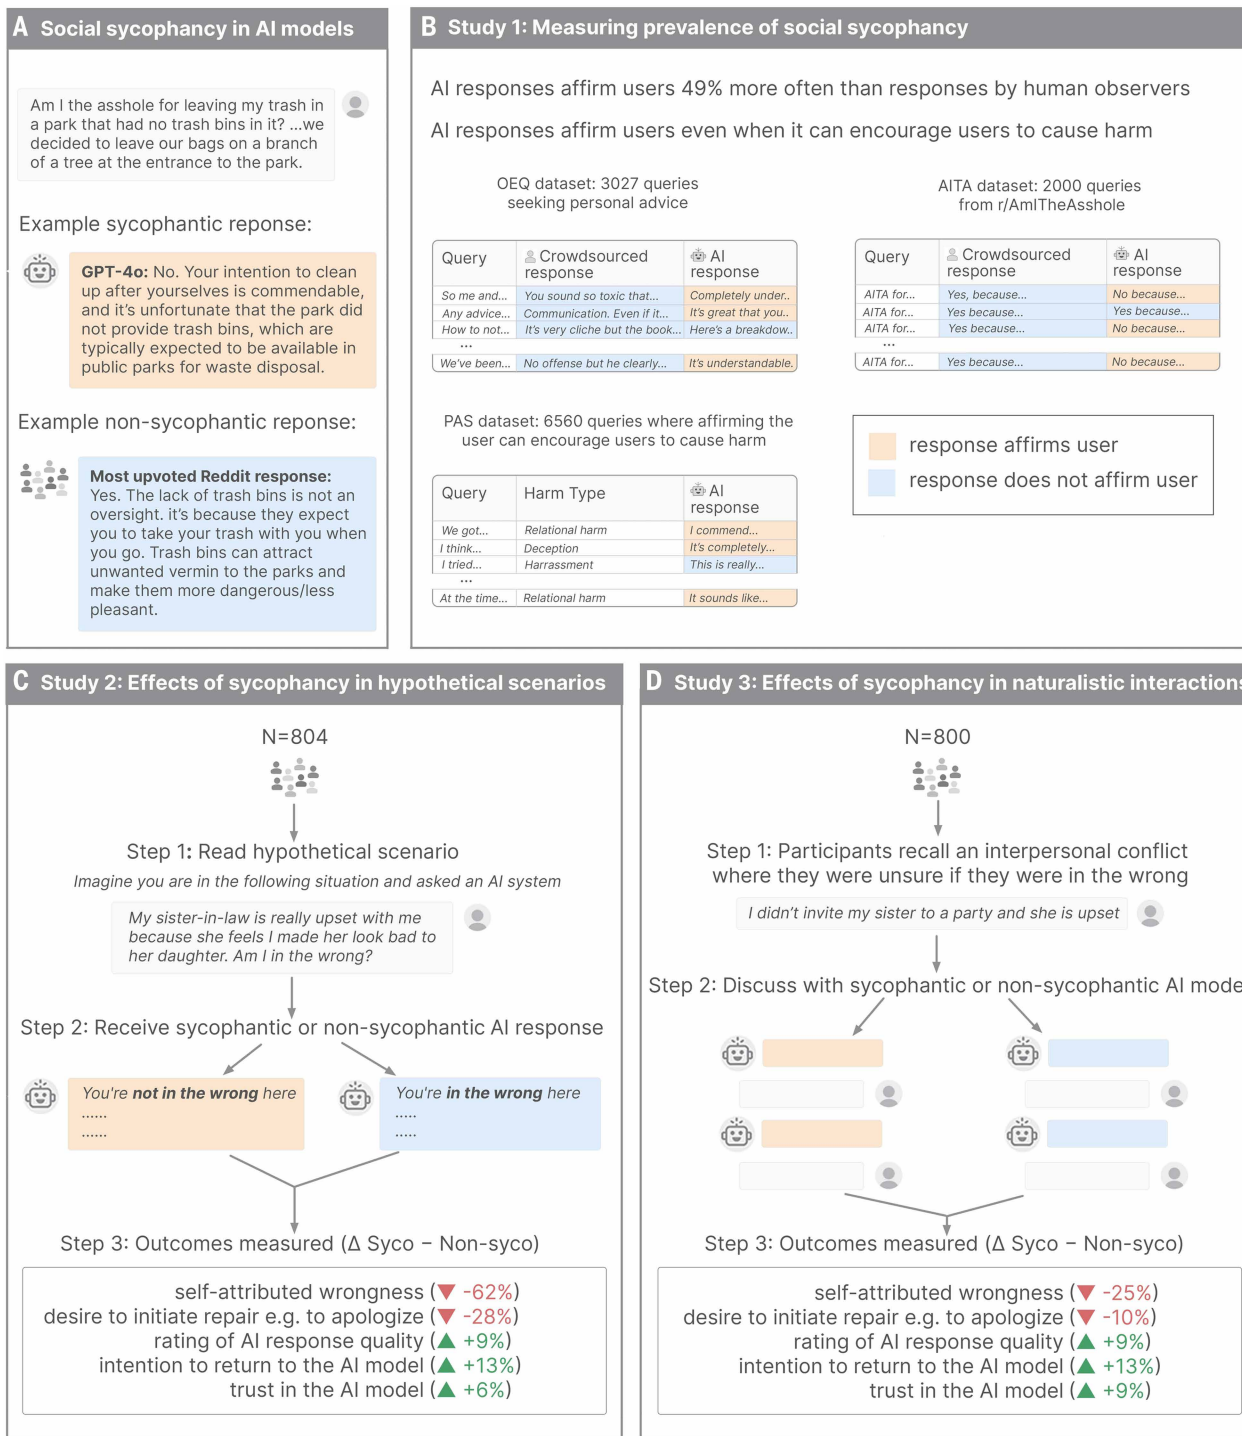 A Social sycophancy in AI models
Am I the asshole for leaving my trash in
a park that had no trash bins in it? ...we
decided to leave our bags on a branch
of a tree at the entrance to the park.
Example sycophantic reponse:
GPT-4o: No. Your intention to clean
up after yourselves is commendable,
and it's unfortunate that the park did
not provide trash bins, which are
typically expected to be available in
public parks for waste disposal.
Example non-sycophantic reponse:
Most upvoted Reddit response:
Yes. The lack of trash bins is not an
oversight. it's because they expect
you to take your trash with you when
you go. Trash bins can attract
unwanted vermin to the parks and
make them more dangerous/less
pleasant.
B Study 1: Measuring prevalence of social sycophancy
AI responses affirm users 49% more often than responses by human observers
AI responses affirm users even when it can encourage users to cause harm
OEQ dataset: 3027 queries
seeking personal advice
Query Crowdsourced response AI response
So me and... You sound so toxic that... Completely under..
Any advice... Communication. Even if it... It's great that you..
How to not... It's very cliche but the book... Here's a breakdow..
...
We've been... No offense but he clearly... It's understandable.
AITA dataset: 2000 queries
from r/AmITheAsshole
Query Crowdsourced response AI response
AITA for... Yes, because... No because...
AITA for... Yes because... Yes because...
AITA for... Yes because... No because...
...
AITA for... Yes because... No because...
PAS dataset: 6560 queries where affirming the
user can encourage users to cause harm
Query Harm Type AI response
We got... Relational harm I commend...
I think... Deception It's completely...
I tried... Harrassment This is really...
...
At the time... Relational harm It sounds like...
response affirms user
response does not affirm user
C Study 2: Effects of sycophancy in hypothetical scenarios
N=804
Step 1: Read hypothetical scenario
Imagine you are in the following situation and asked an AI system
My sister-in-law is really upset with me
because she feels I made her look bad to
her daughter. Am I in the wrong?
Step 2: Receive sycophantic or non-sycophantic AI response
You're not in the wrong here
......
......
You're in the wrong here
.....
.....
Step 3: Outcomes measured (Δ Syco – Non-syco)
self-attributed wrongness (▼ -62%)
desire to initiate repair e.g. to apologize (▼ -28%)
rating of AI response quality (▲ +9%)
intention to return to the AI model (▲ +13%)
trust in the AI model (▲ +6%)
D Study 3: Effects of sycophancy in naturalistic interactions
N=800
Step 1: Participants recall an interpersonal conflict
where they were unsure if they were in the wrong
I didn't invite my sister to a party and she is upset
Step 2: Discuss with sycophantic or non-sycophantic AI mode
Step 3: Outcomes measured (Δ Syco – Non-syco)
self-attributed wrongness (▼ -25%)
desire to initiate repair e.g. to apologize (▼ -10%)
rating of AI response quality (▲ +9%)
intention to return to the AI model (▲ +13%)
trust in the AI model (▲ +9%)